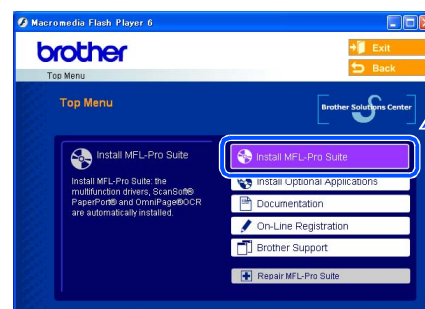 Macromedia Flash Player 6
brother
Exit
Back
Top Menu
Top Menu
Brother Solutions Center
Install MFL-Pro Suite
Install MFL-Pro Suite: the
multifunction drivers, ScanSoft®
PaperPort® and OmniPage®OCR
are automatically installed.
Install MFL-Pro Suite
Install Optional Applications
Documentation
On-Line Registration
Brother Support
Repair MFL-Pro Suite